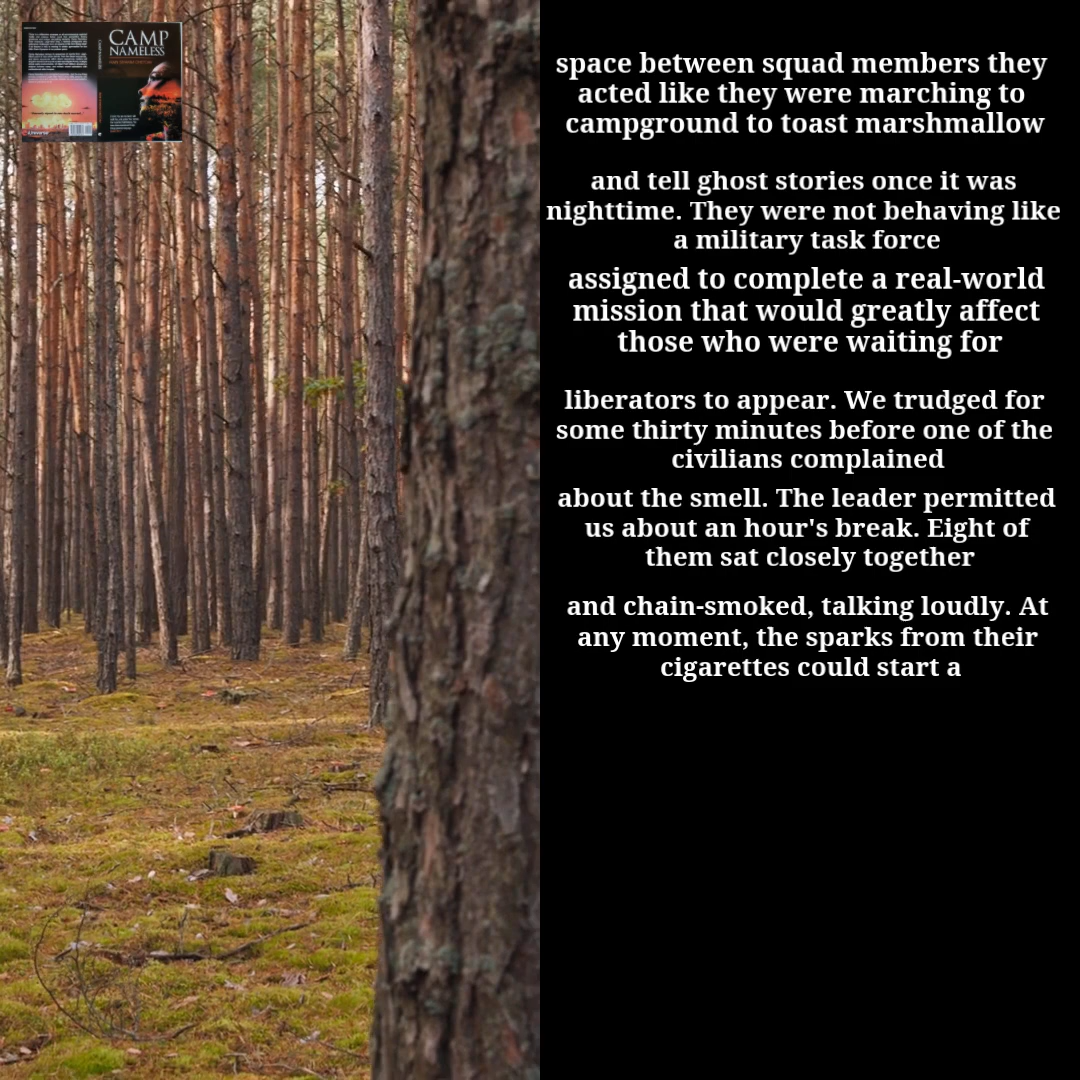 CAMP
NAMELESS
space between squad members they
acted like they were marching to
campground to toast marshmallow
and tell ghost stories once it was
nighttime. They were not behaving like
a military task force
assigned to complete a real-world
mission that would greatly affect
those who were waiting for
liberators to appear. We trudged for
some thirty minutes before one of the
civilians complained
about the smell. The leader permitted
us about an hour's break. Eight of
them sat closely together
and chain-smoked, talking loudly. At
any moment, the sparks from their
cigarettes could start a